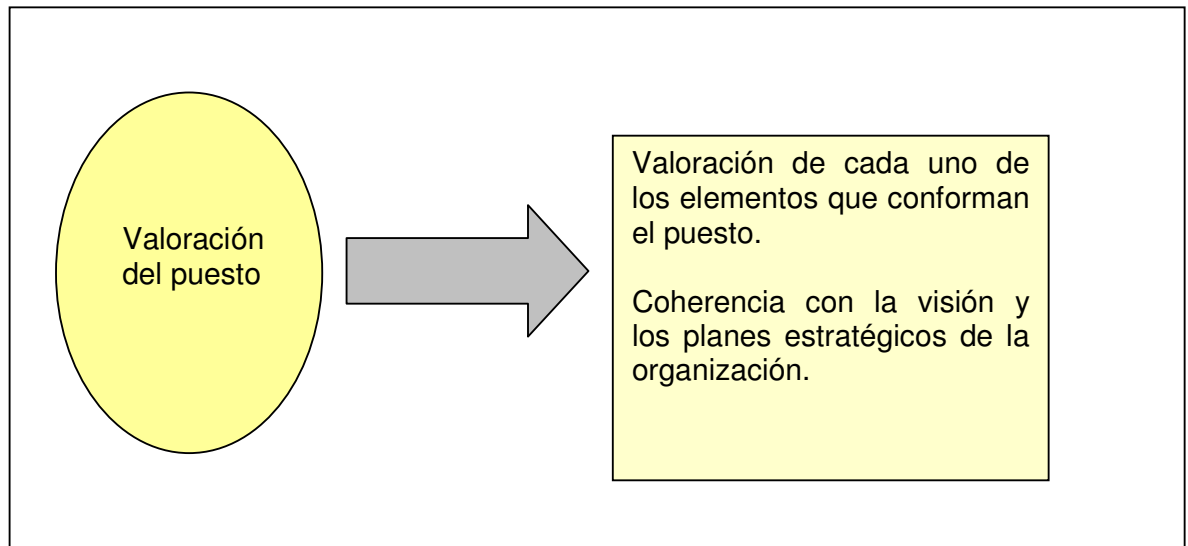 Valoración
del puesto
Valoración de cada uno de
los elementos que conforman
el puesto.
Coherencia con la visión y
los planes estratégicos de la
organización.